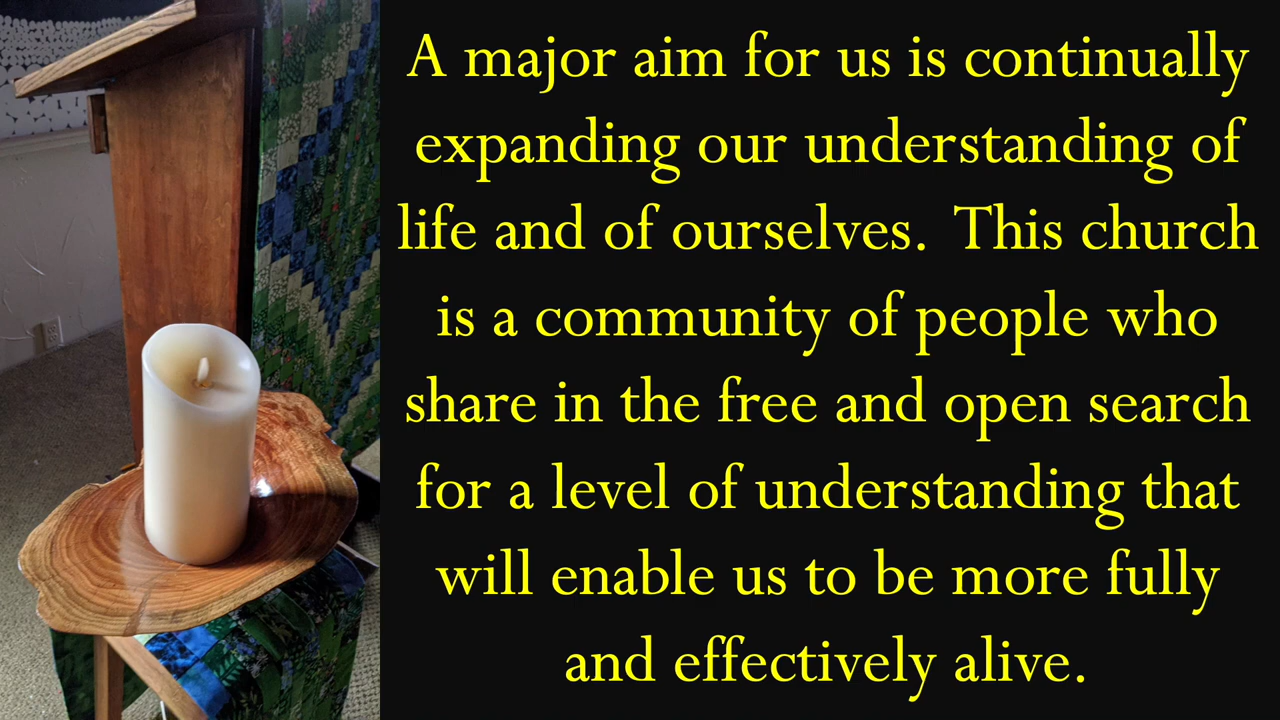 A major aim for us is continually
expanding our understanding of
life and of ourselves. This church
is a community of people who
share in the free and open search
for a level of understanding that
will enable us to be more fully
and effectively alive.